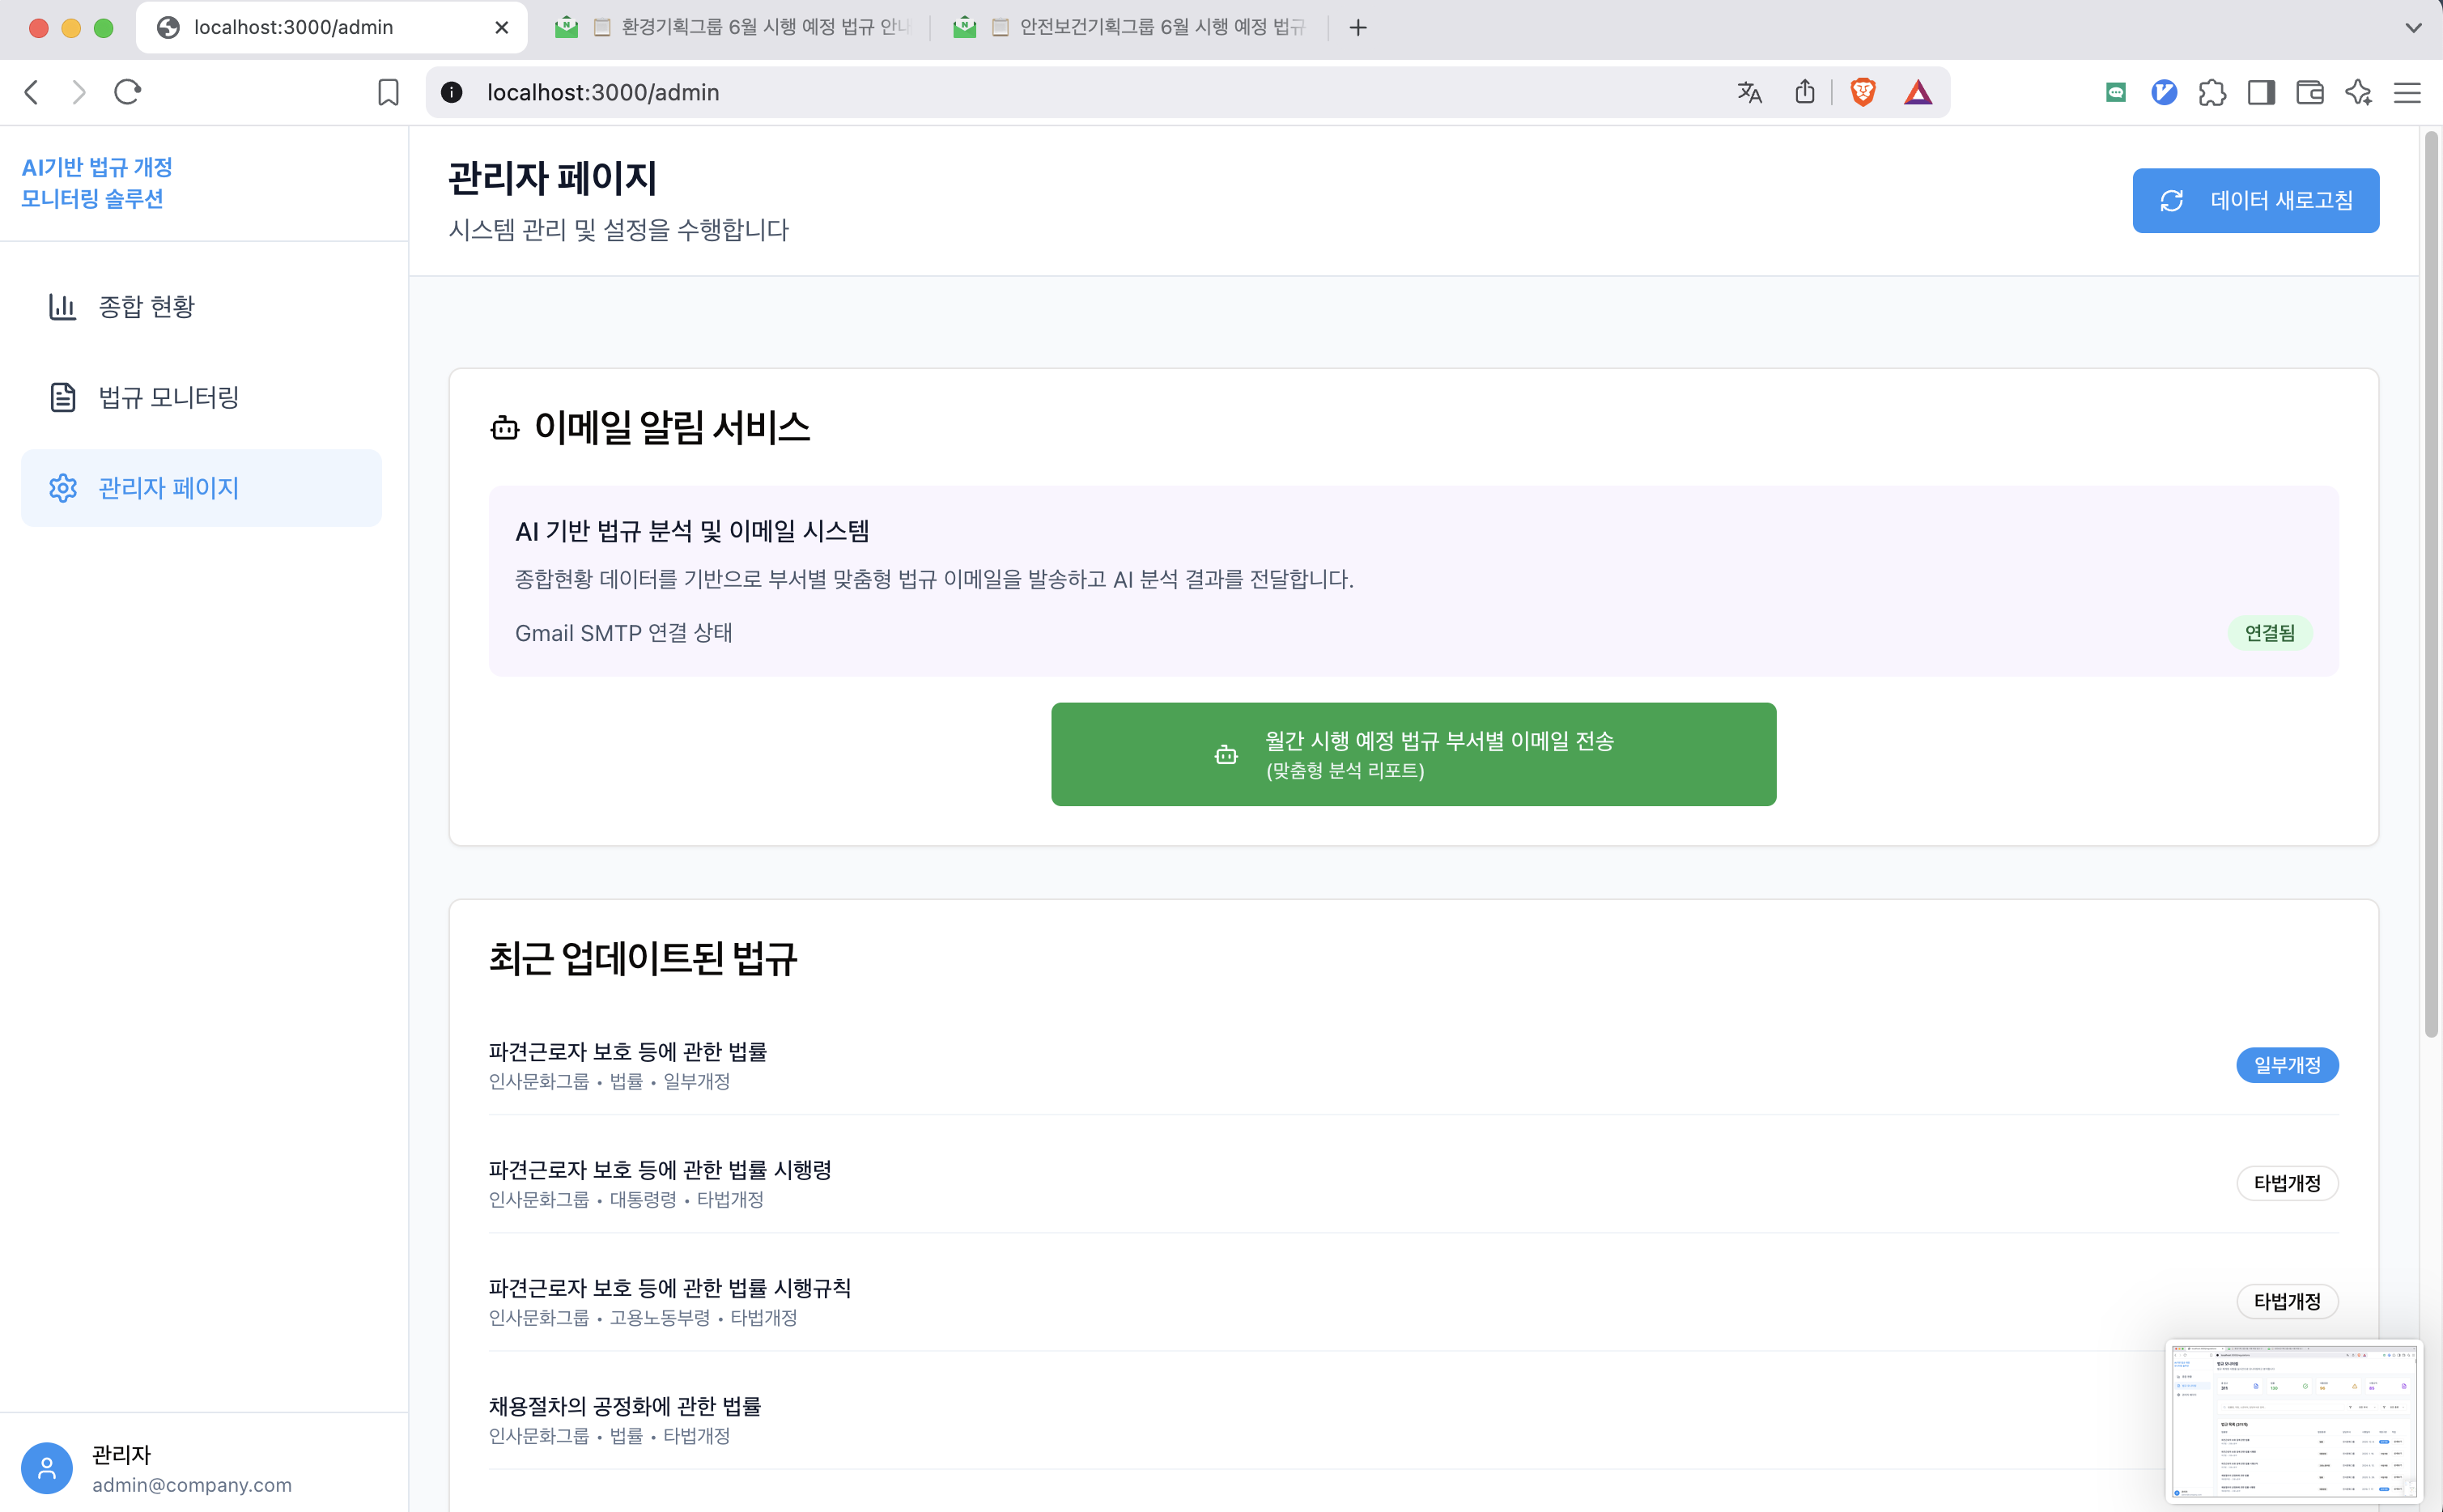 localhost:3000/admin
환경기획그룹 6월 시행 예정 법규 안내
안전보건기획그룹 6월 시행 예정 법규
localhost:3000/admin
AI기반 법규 개정
모니터링 솔루션
종합 현황
법규 모니터링
관리자 페이지
관리자
admin@company.com
관리자 페이지
시스템 관리 및 설정을 수행합니다
데이터 새로고침
이메일 알림 서비스
AI 기반 법규 분석 및 이메일 시스템
종합현황 데이터를 기반으로 부서별 맞춤형 법규 이메일을 발송하고 AI 분석 결과를 전달합니다.
Gmail SMTP 연결 상태
연결됨
월간 시행 예정 법규 부서별 이메일 전송
(맞춤형 분석 리포트)
최근 업데이트된 법규
파견근로자 보호 등에 관한 법률
인사문화그룹 • 법률 • 일부개정
일부개정
파견근로자 보호 등에 관한 법률 시행령
인사문화그룹 • 대통령령 • 타법개정
타법개정
파견근로자 보호 등에 관한 법률 시행규칙
인사문화그룹 • 고용노동부령 • 타법개정
타법개정
채용절차의 공정화에 관한 법률
인사문화그룹 • 법률 • 타법개정